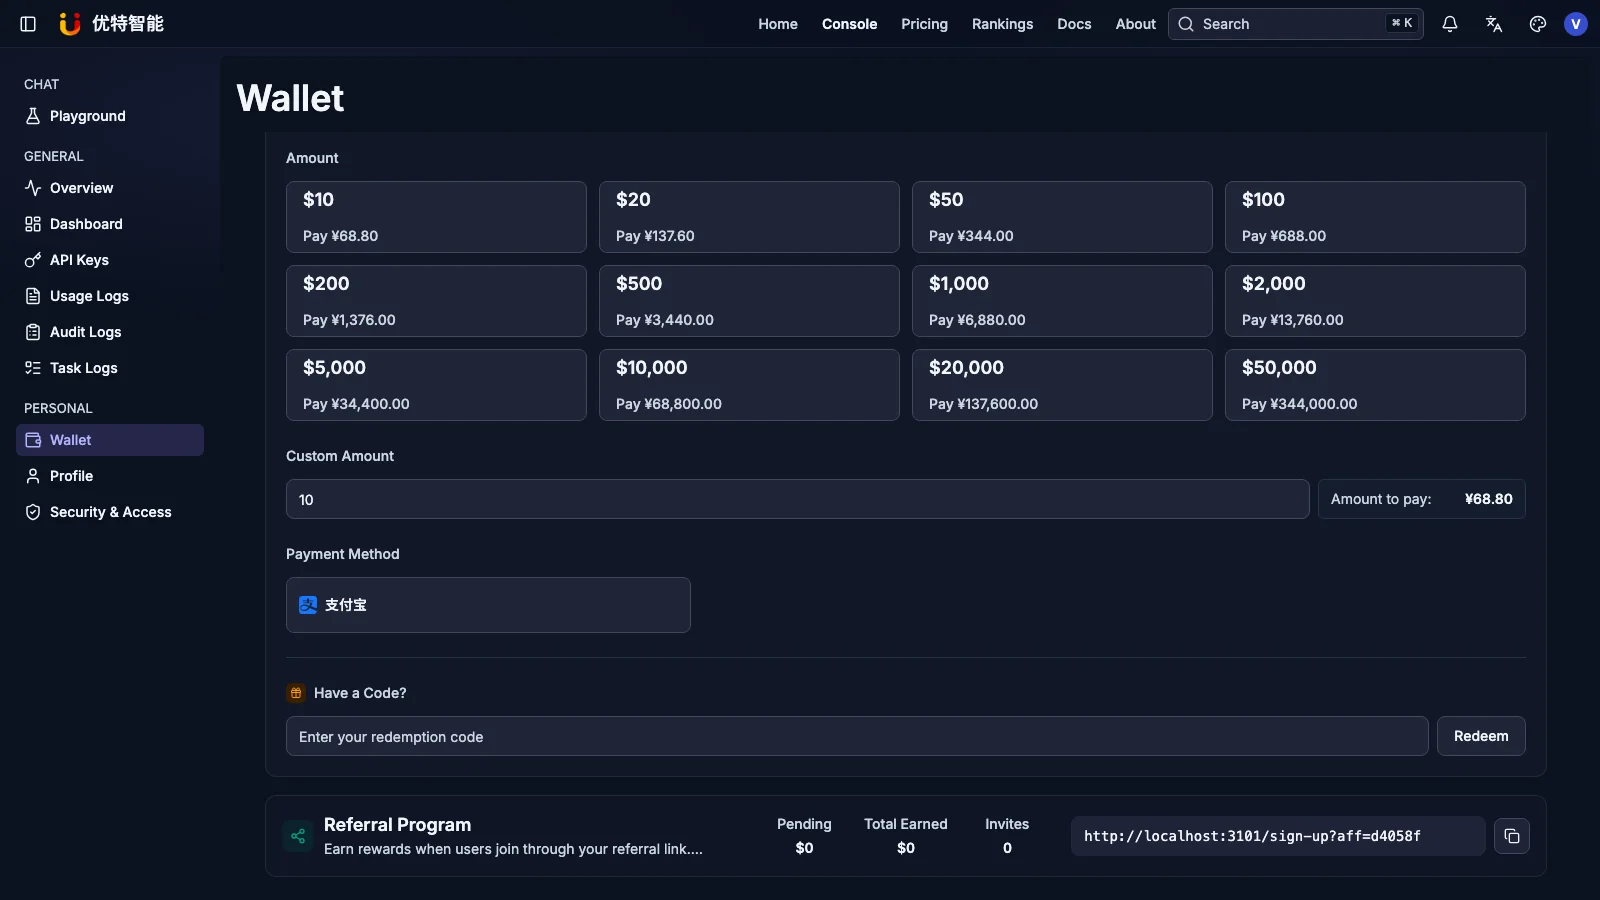 优特智能
Home
Console
Pricing
Rankings
Docs
About
Search
⌘ K
V
CHAT
Playground
GENERAL
Overview
Dashboard
API Keys
Usage Logs
Audit Logs
Task Logs
PERSONAL
Wallet
Profile
Security & Access
Wallet
Amount
$10
Pay ¥68.80
$20
Pay ¥137.60
$50
Pay ¥344.00
$100
Pay ¥688.00
$200
Pay ¥1,376.00
$500
Pay ¥3,440.00
$1,000
Pay ¥6,880.00
$2,000
Pay ¥13,760.00
$5,000
Pay ¥34,400.00
$10,000
Pay ¥68,800.00
$20,000
Pay ¥137,600.00
$50,000
Pay ¥344,000.00
Custom Amount
10
Amount to pay: ¥68.80
Payment Method
支付宝
Have a Code?
Enter your redemption code
Redeem
Referral Program
Earn rewards when users join through your referral link....
Pending
$0
Total Earned
$0
Invites
0
http://localhost:3101/sign-up?aff=d4058f